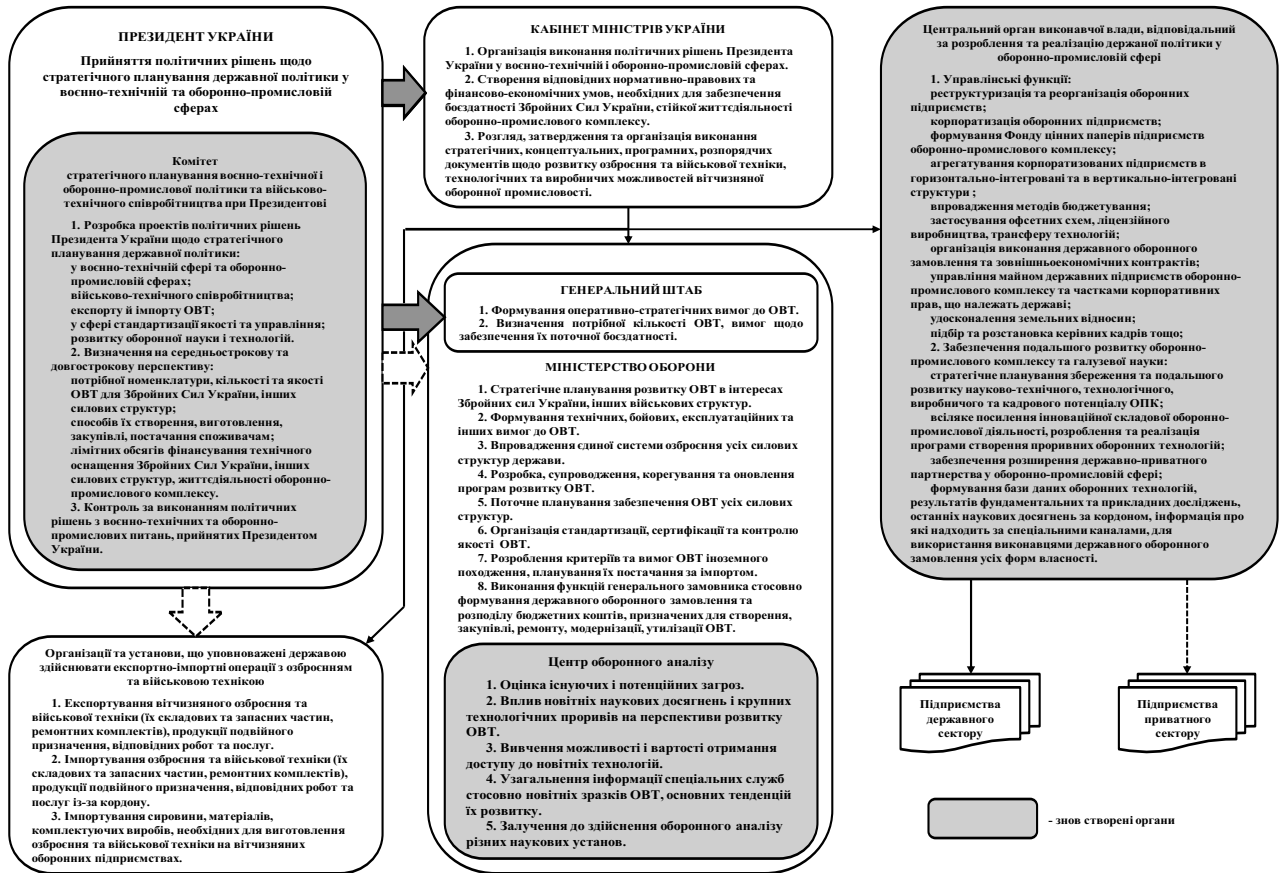 ПРЕЗИДЕНТ УКРАЇНИ
Прийняття політичних рішень щодо
стратегічного планування державної політики у
воєнно-технічній та оборонно-промисловій
сферах
Комітет
стратегічного планування воєнно-технічної і
оборонно-промислової політики та військово-
технічного співробітництва при Президентові
1. Розробка проектів політичних рішень
Президента України щодо стратегічного
планування державної політики:
у воєнно-технічній сфері та оборонно-
промисловій сферах;
військово-технічного співробітництва;
експорту й імпорту ОВТ;
у сфері стандартизації якості та управління;
розвитку оборонної науки і технологій.
2. Визначення на середньострокову та
довгострокову перспективу:
потрібної номенклатури, кількості та якості
ОВТ для Збройних Сил України, інших
силових структур;
способів їх створення, виготовлення,
закупівлі, постачання споживачам;
лімітних обсягів фінансування технічного
оснащення Збройних Сил України, інших
силових структур, життєдіяльності оборонно-
промислового комплексу.
3. Контроль за виконанням політичних
рішень з воєнно-технічних та оборонно-
промислових питань, прийнятих Президентом
України.
Організації та установи, що уповноважені державою
здійснювати експортно-імпортні операції з озброєнням
та військовою технікою
1. Експортування вітчизняного озброєння та
військової техніки (їх складових та запасних частин,
ремонтних комплектів), продукції подвійного
призначення, відповідних робот та послуг.
2. Імпортування озброєння та військової техніки (їх
складових та запасних частин, ремонтних комплектів),
продукції подвійного призначення, відповідних робот та
послуг із-за кордону.
3. Імпортування сировини, матеріалів,
комплектуючих виробів, необхідних для виготовлення
озброєння та військової техніки на вітчизняних
оборонних підприємствах.
КАБІНЕТ МІНІСТРІВ УКРАЇНИ
1. Організація виконання політичних рішень Президента
України у воєнно-технічній і оборонно-промислової сферах.
2. Створення відповідних нормативно-правових та
фінансово-економічних умов, необхідних для забезпечення
боєздатності Збройних Сил України, стійкої життєдіяльності
оборонно-промислового комплексу.
3. Розгляд, затвердження та організація виконання
стратегічних, концептуальних, програмних, розпорядчих
документів щодо розвитку озброєння та військової техніки,
технологічних та виробничих можливостей вітчизняної
оборонної промисловості.
ГЕНЕРАЛЬНИЙ ШТАБ
1. Формування оперативно-стратегічних вимог до ОВТ.
2. Визначення потрібної кількості ОВТ, вимог щодо
забезпечення їх поточної боєздатності.
МІНІСТЕРСТВО ОБОРОНИ
1. Стратегічне планування розвитку ОВТ в інтересах
Збройних сил України, інших військових структур.
2. Формування технічних, бойових, експлуатаційних та
інших вимог до ОВТ.
3. Впровадження єдиної системи озброєння усіх силових
структур держави.
4. Розробка, супроводження, корегування та оновлення
програм розвитку ОВТ.
5. Поточне планування забезпечення ОВТ усіх силових
структур.
6. Організація стандартизації, сертифікації та контролю
якості ОВТ.
7. Розроблення критеріїв та вимог ОВТ іноземного
походження, планування їх постачання за імпортом.
8. Виконання функцій генерального замовника стосовно
формування державного оборонного замовлення та
розподілу бюджетних коштів, призначених для створення,
закупівлі, ремонту, модернізації, утилізації ОВТ.
Центр оборонного аналізу
1. Оцінка існуючих і потенційних загроз.
2. Вплив новітніх наукових досягнень і крупних
технологічних проривів на перспективи розвитку
ОВТ.
3. Вивчення можливості і вартості отримання
доступу до новітніх технологій.
4. Узагальнення інформації спеціальних служб
стосовно новітніх зразків ОВТ, основних тенденцій
їх розвитку.
5. Залучення до здійснення оборонного аналізу
різних наукових установ.
Центральний орган виконавчої влади, відповідальний
за розроблення та реалізацію держаної політики у
оборонно-промисловій сфері
1. Управлінські функції:
реструктуризація та реорганізація оборонних
підприємств;
корпоратизація оборонних підприємств;
формування Фонду цінних паперів підприємств
оборонно-промислового комплексу;
агрегатування корпоратизованих підприємств в
горизонтально-інтегровані та в вертикально-інтегровані
структури ;
впровадження методів бюджетування;
застосування офсетних схем, ліцензійного
виробництва, трансферу технологій;
організація виконання державного оборонного
замовлення та зовнішньоекономічних контрактів;
управління майном державних підприємств оборонно-
промислового комплексу та частками корпоративних
прав, що належать державі;
удосконалення земельних відносин;
підбір та розстановка керівних кадрів тощо;
2. Забезпечення подальшого розвитку оборонно-
промислового комплексу та галузевої науки:
стратегічне планування збереження та подальшого
розвитку науково-технічного, технологічного,
виробничого та кадрового потенціалу ОПК;
всіляке посилення інноваційної складової оборонно-
промислової діяльності, розроблення та реалізація
програми створення проривних оборонних технологій;
забезпечення розширення державно-приватного
партнерства у оборонно-промисловій сфері;
формування бази даних оборонних технологій,
результатів фундаментальних та прикладних досліджень,
останніх наукових досягнень за кордоном, інформація про
які надходить за спеціальними каналами, для
використання виконавцями державного оборонного
замовлення усіх форм власності.
Підприємства
державного
сектору
Підприємства
приватного
сектору
- знов створені органи